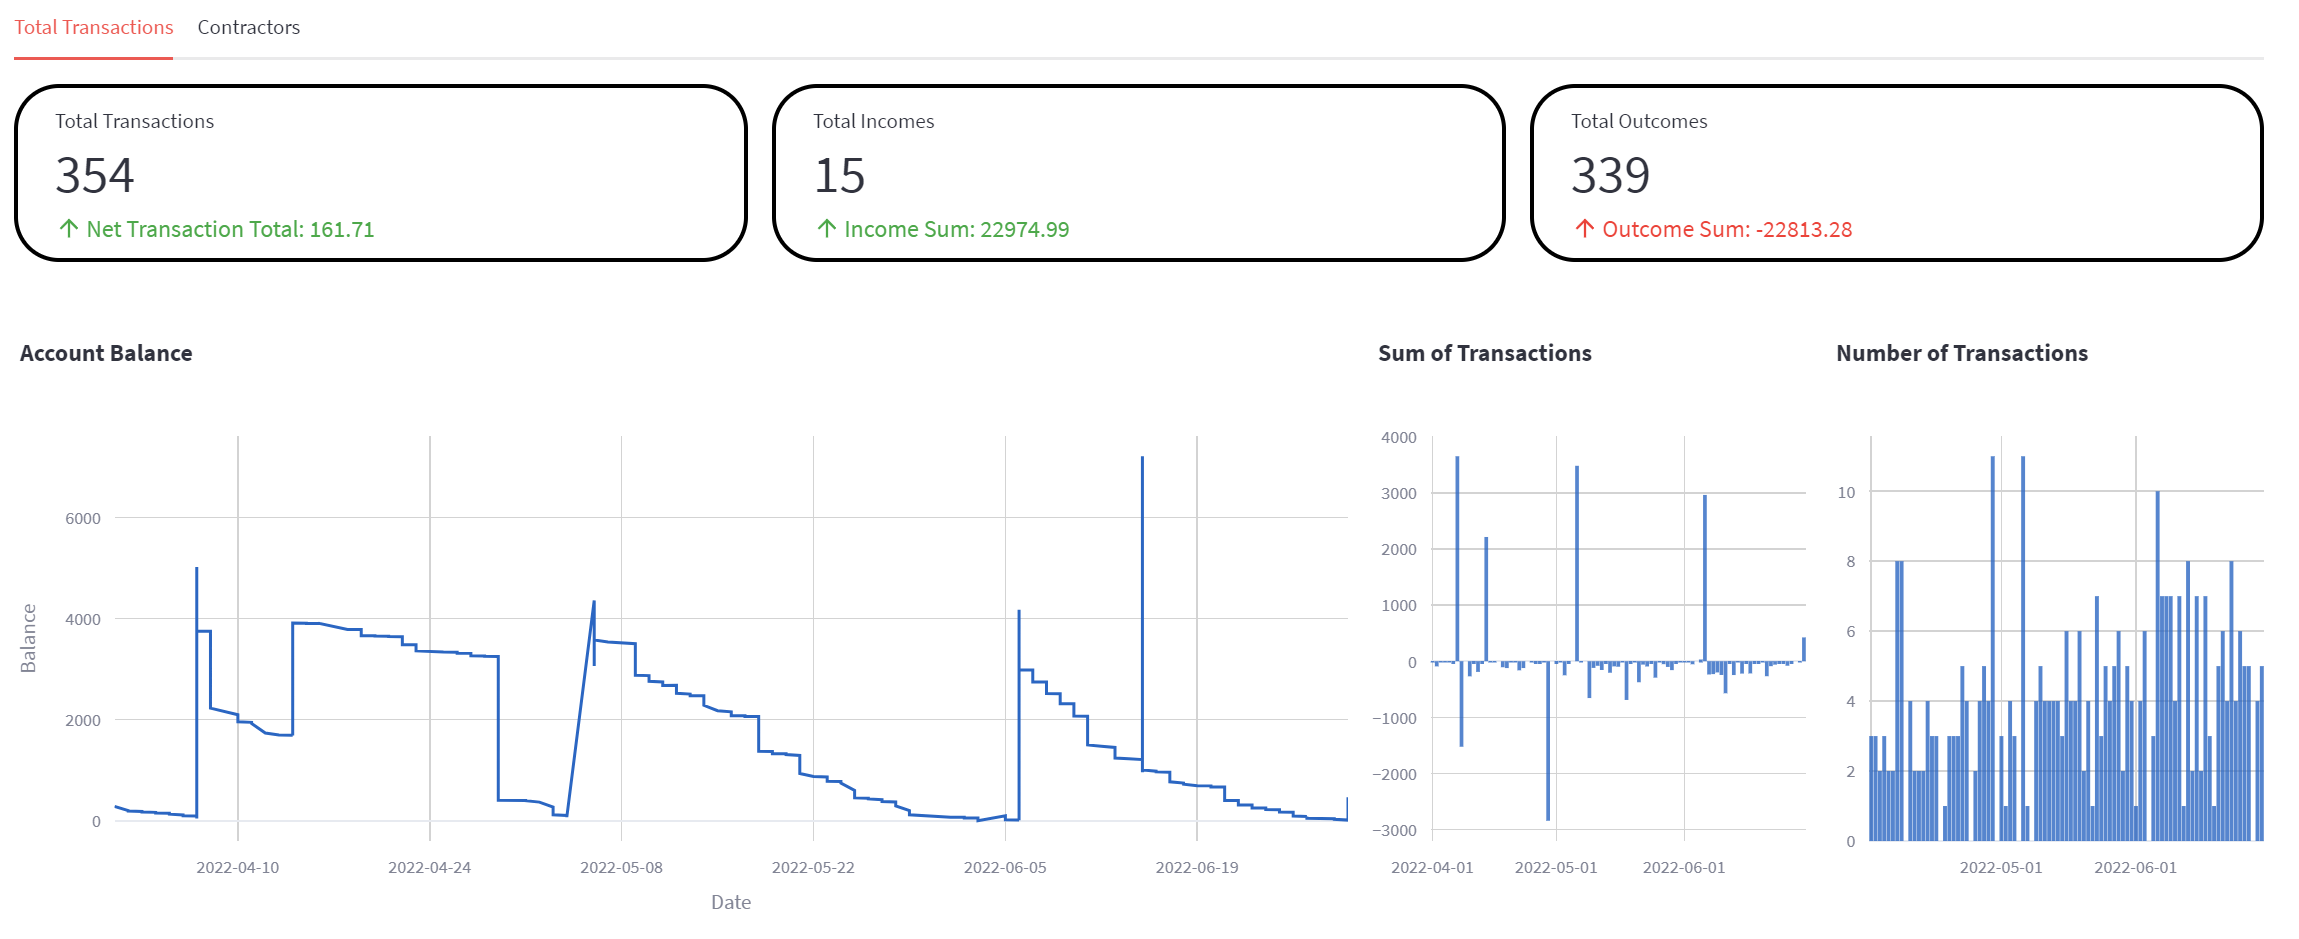 Total Transactions Contractors
Total Transactions
354
↑ Net Transaction Total: 161.71
Total Incomes
15
↑ Income Sum: 22974.99
Total Outcomes
339
↑ Outcome Sum: -22813.28
Account Balance
6000
4000
2000
0
Balance
2022-04-10 2022-04-24 2022-05-08 2022-05-22 2022-06-05 2022-06-19
Date
Sum of Transactions
4000
3000
2000
1000
0
−1000
−2000
−3000
2022-04-01 2022-05-01 2022-06-01
Number of Transactions
10
8
6
4
2
0
2022-05-01 2022-06-01